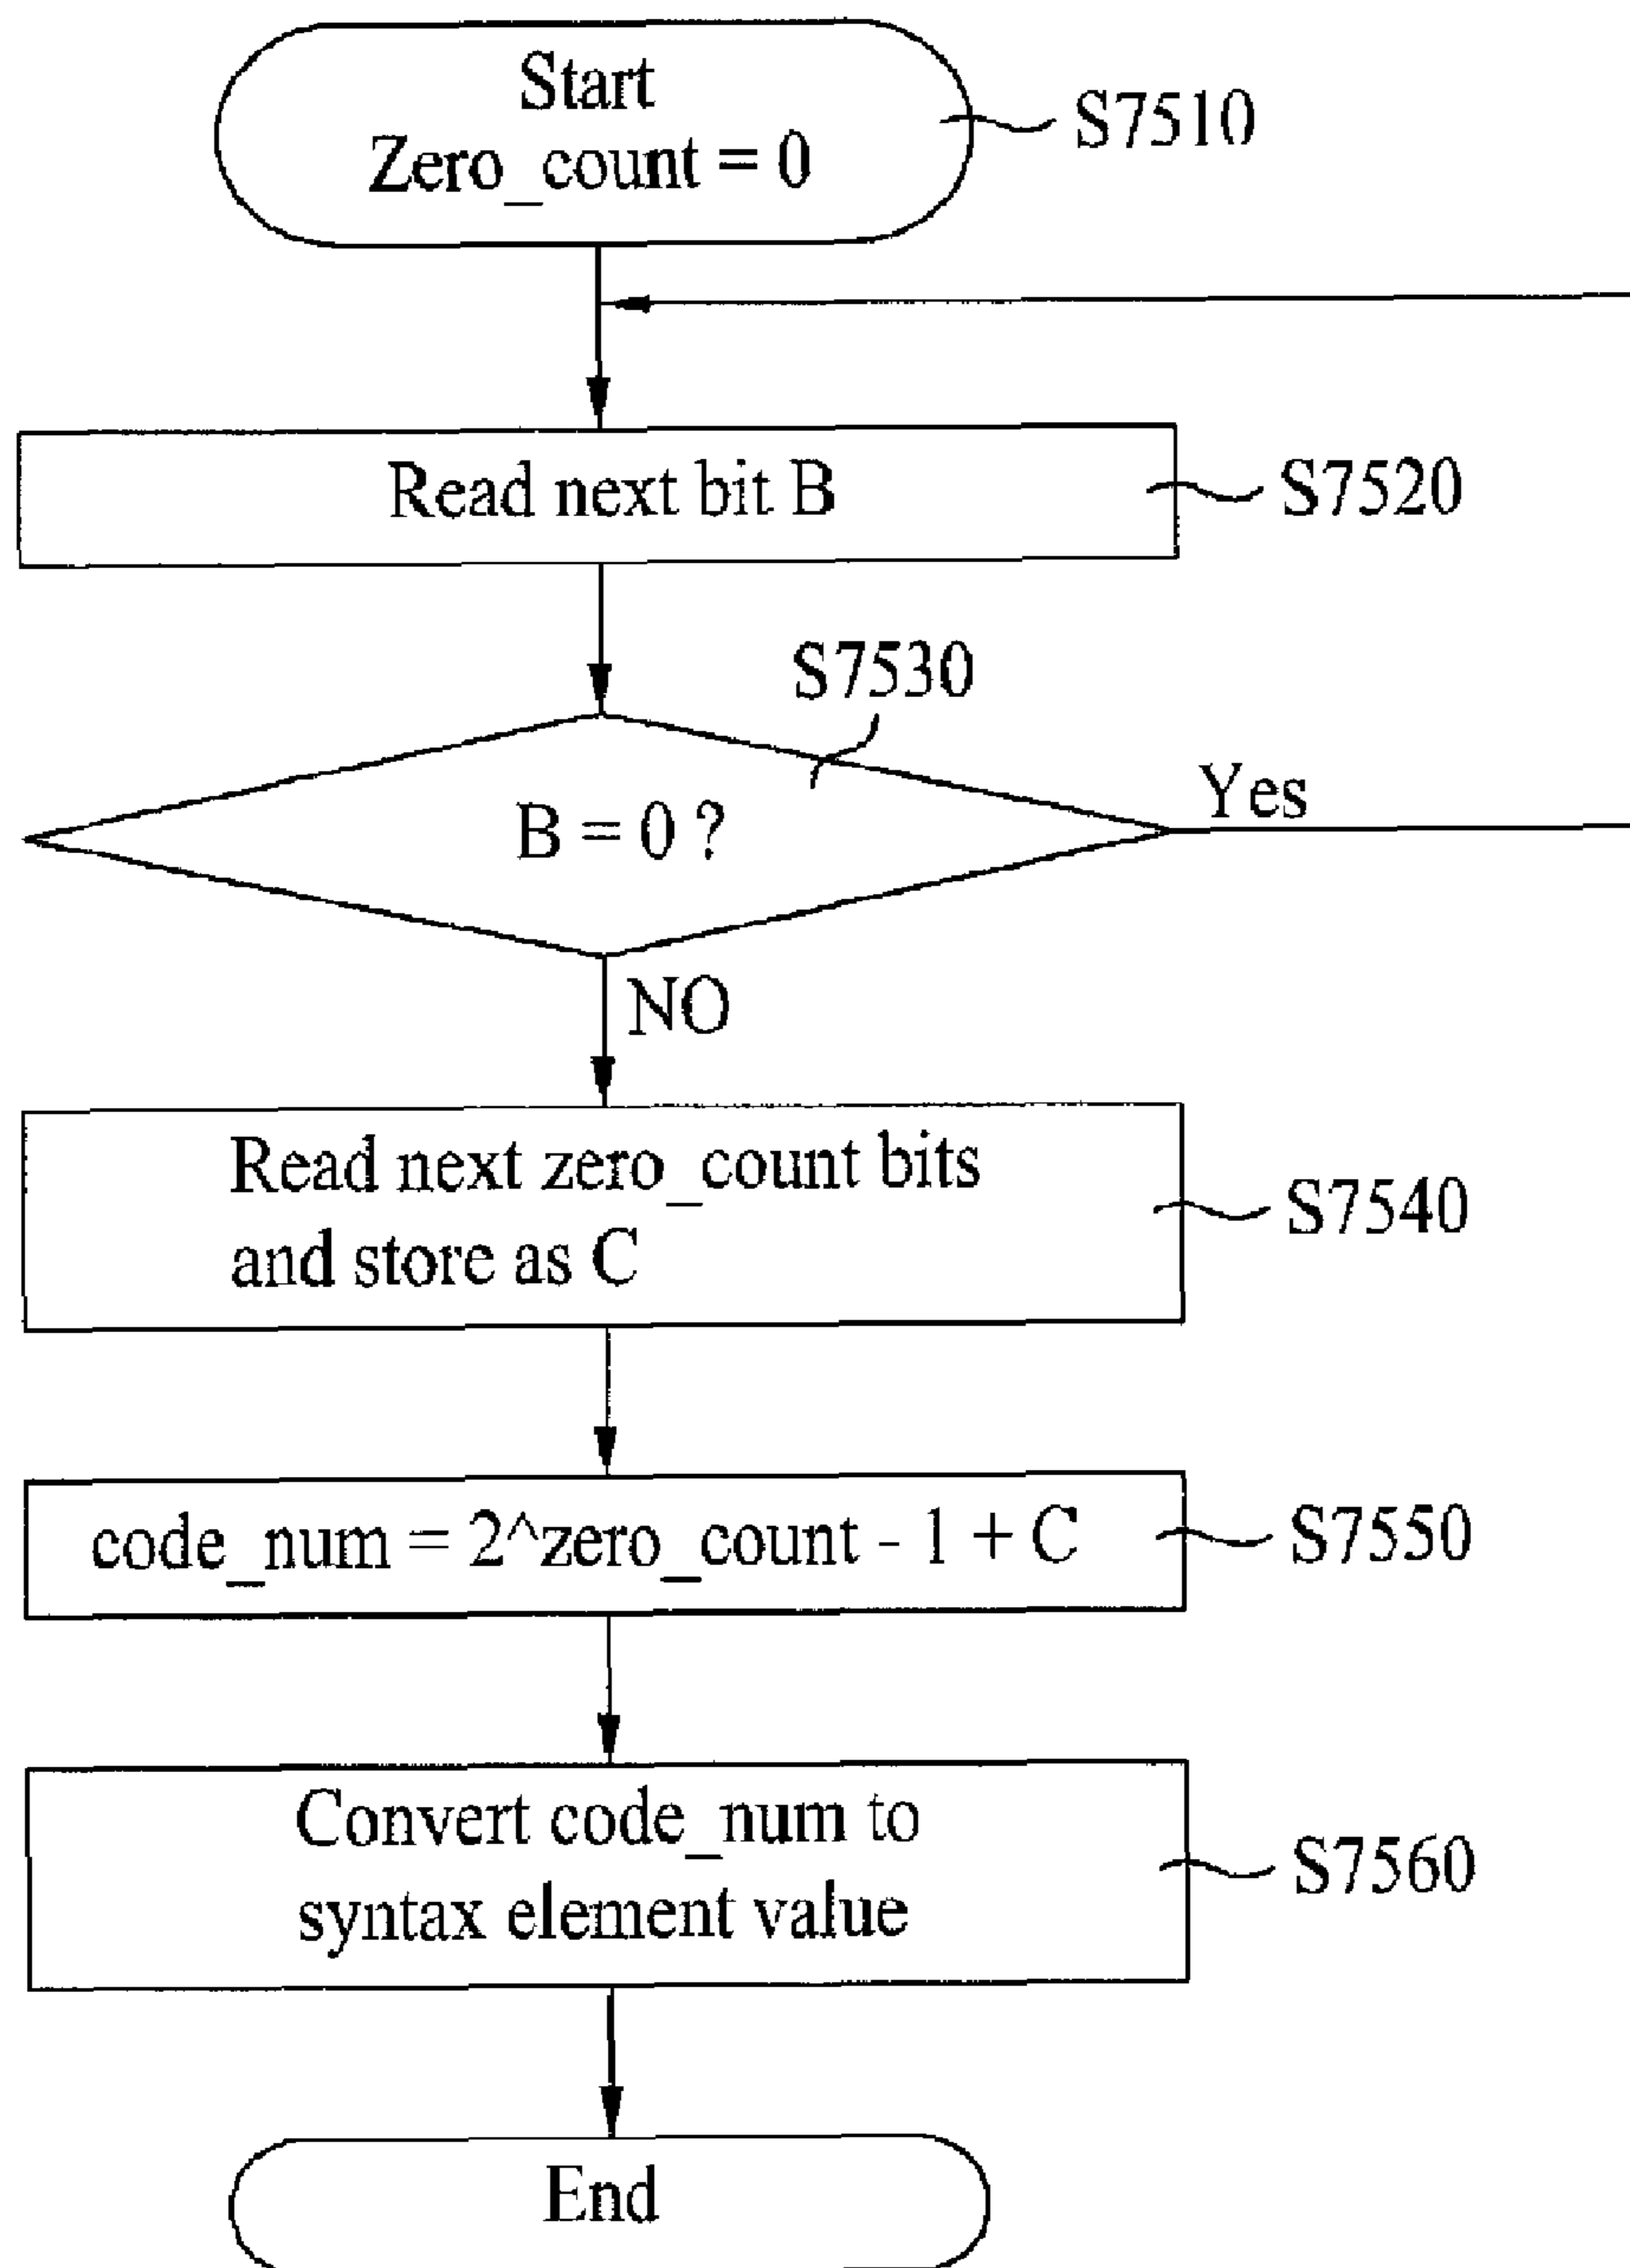 Start
Zero_count = 0
S7510
Read next bit B
S7520
S7530
B = 0 ?
Yes
NO
Read next zero_count bits
and store as C
S7540
code_num = 2^zero_count - 1 + C
S7550
Convert code_num to
syntax element value
S7560
End